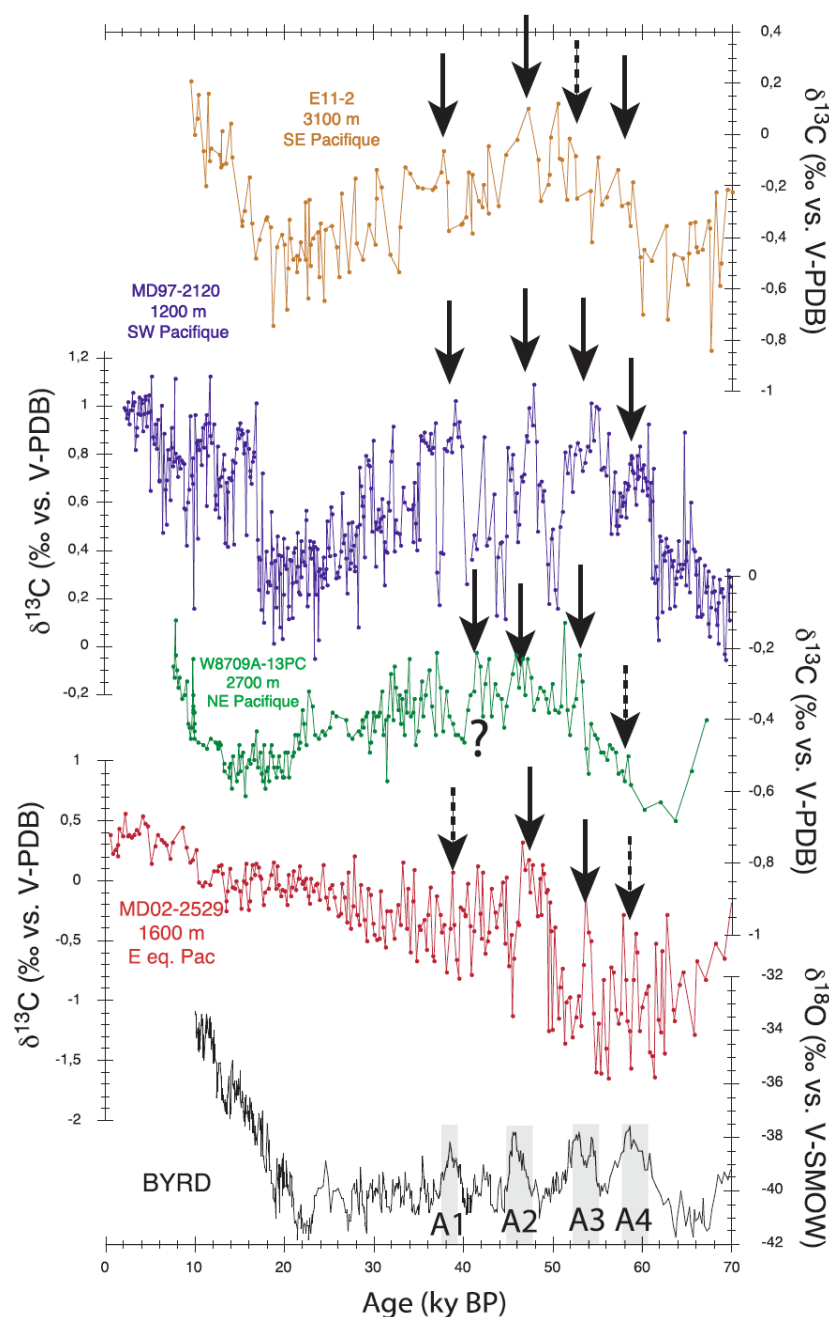 0,4
0,2
0
-0,2
-0,4
-0,6
-0,8
-1
δ13C (‰ vs. V-PDB)
E11-2
3100 m
SE Pacifique
MD97-2120
1200 m
SW Pacifique
1,2
1
0,8
0,6
0,4
0,2
0
-0,2
δ13C (‰ vs. V-PDB)
0
-0,2
-0,4
-0,6
-0,8
-1
δ13C (‰ vs. V-PDB)
W8709A-13PC
2700 m
NE Pacifique
?
1
0,5
0
-0,5
-1
-1,5
-2
δ13C (‰ vs. V-PDB)
MD02-2529
1600 m
E eq. Pac
-32
-34
-36
-38
-40
-42
δ18O (‰ vs. V-SMOW)
BYRD
A1 A2 A3 A4
0 10 20 30 40 50 60 70
Age (ky BP)